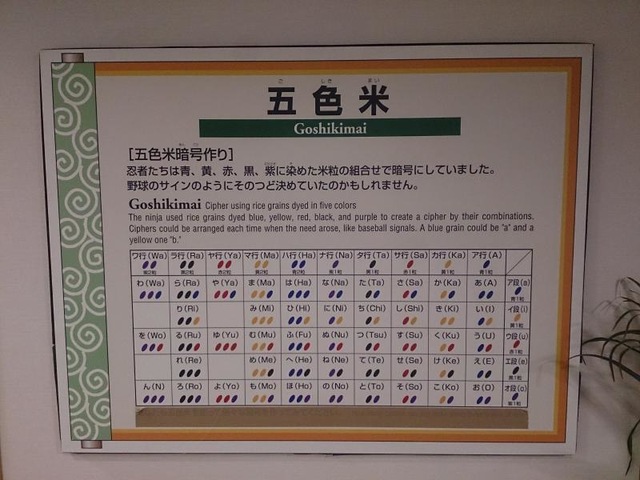 ご しき まい
五色米
Goshikimai
[五色米暗号作り]
忍者たちは青、黄、赤、黒、紫に染めた米粒の組合せで暗号にしていました。
野球のサインのようにそのつど決めていたのかもしれません。
Goshikimai Cipher using rice grains dyed in five colors
The ninja used rice grains dyed blue, yellow, red, black, and purple to create a cipher by their combinations.
Ciphers could be arranged each time when the need arose, like baseball signals. A blue grain could be "a" and a
yellow one "b."
ワ行(Wa) ラ行(Ra) ヤ行(Ya) マ行(Ma) ハ行(Ha) ナ行(Na) タ行(Ta) サ行(Sa) カ行(Ka) ア行(A)
わ(Wa) ら(Ra) や(Ya) ま(Ma) は(Ha) な(Na) た(Ta) さ(Sa) か(Ka) あ(A) ア段(a)
り(Ri) み(Mi) ひ(Hi) に(Ni) ち(Chi) し(Shi) き(Ki) い(I) イ段(i)
を(Wo) る(Ru) ゆ(Yu) む(Mu) ふ(Fu) ぬ(Nu) つ(Tsu) す(Su) く(Ku) う(U) ウ段(u)
れ(Re) め(Me) へ(He) ね(Ne) て(Te) せ(Se) け(Ke) え(E) エ段(e)
ん(N) ろ(Ro) よ(Yo) も(Mo) ほ(Ho) の(No) と(To) そ(So) こ(Ko) お(O) オ段(o)